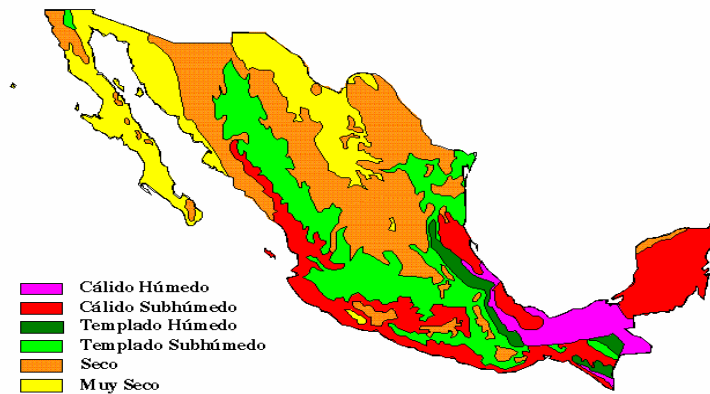 Cálido Húmedo
Cálido Subhúmedo
Templado Húmedo
Templado Subhúmedo
Seco
Muy Seco